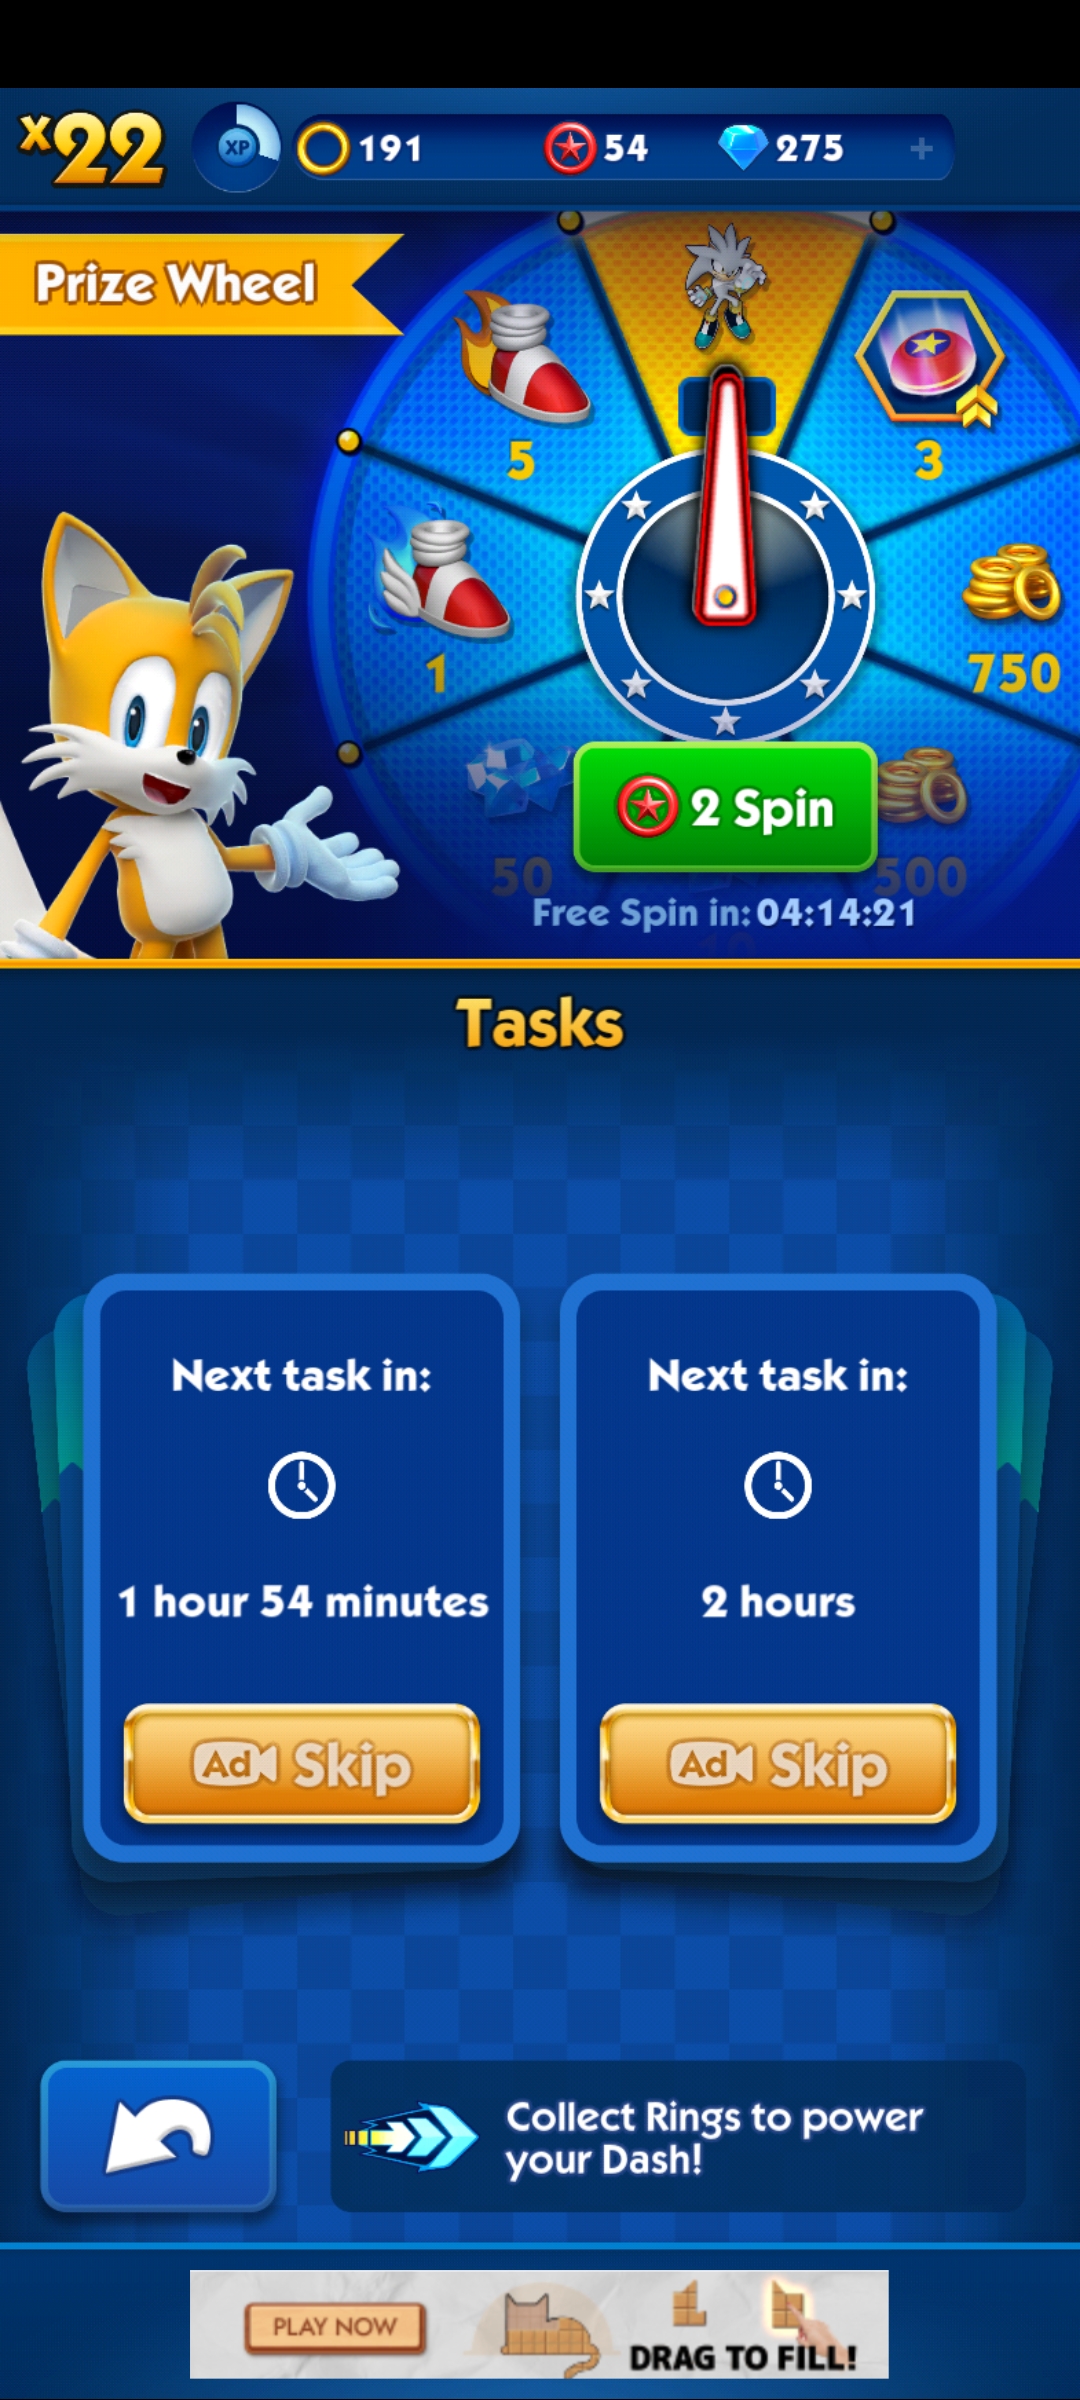 x22
XP
191
54
275
+
Prize Wheel
5
3
1
750
50
500
2 Spin
Free Spin in: 04:14:21
10
Tasks
Next task in:
1 hour 54 minutes
Ad Skip
Next task in:
2 hours
Ad Skip
Collect Rings to power
your Dash!
PLAY NOW
DRAG TO FILL!